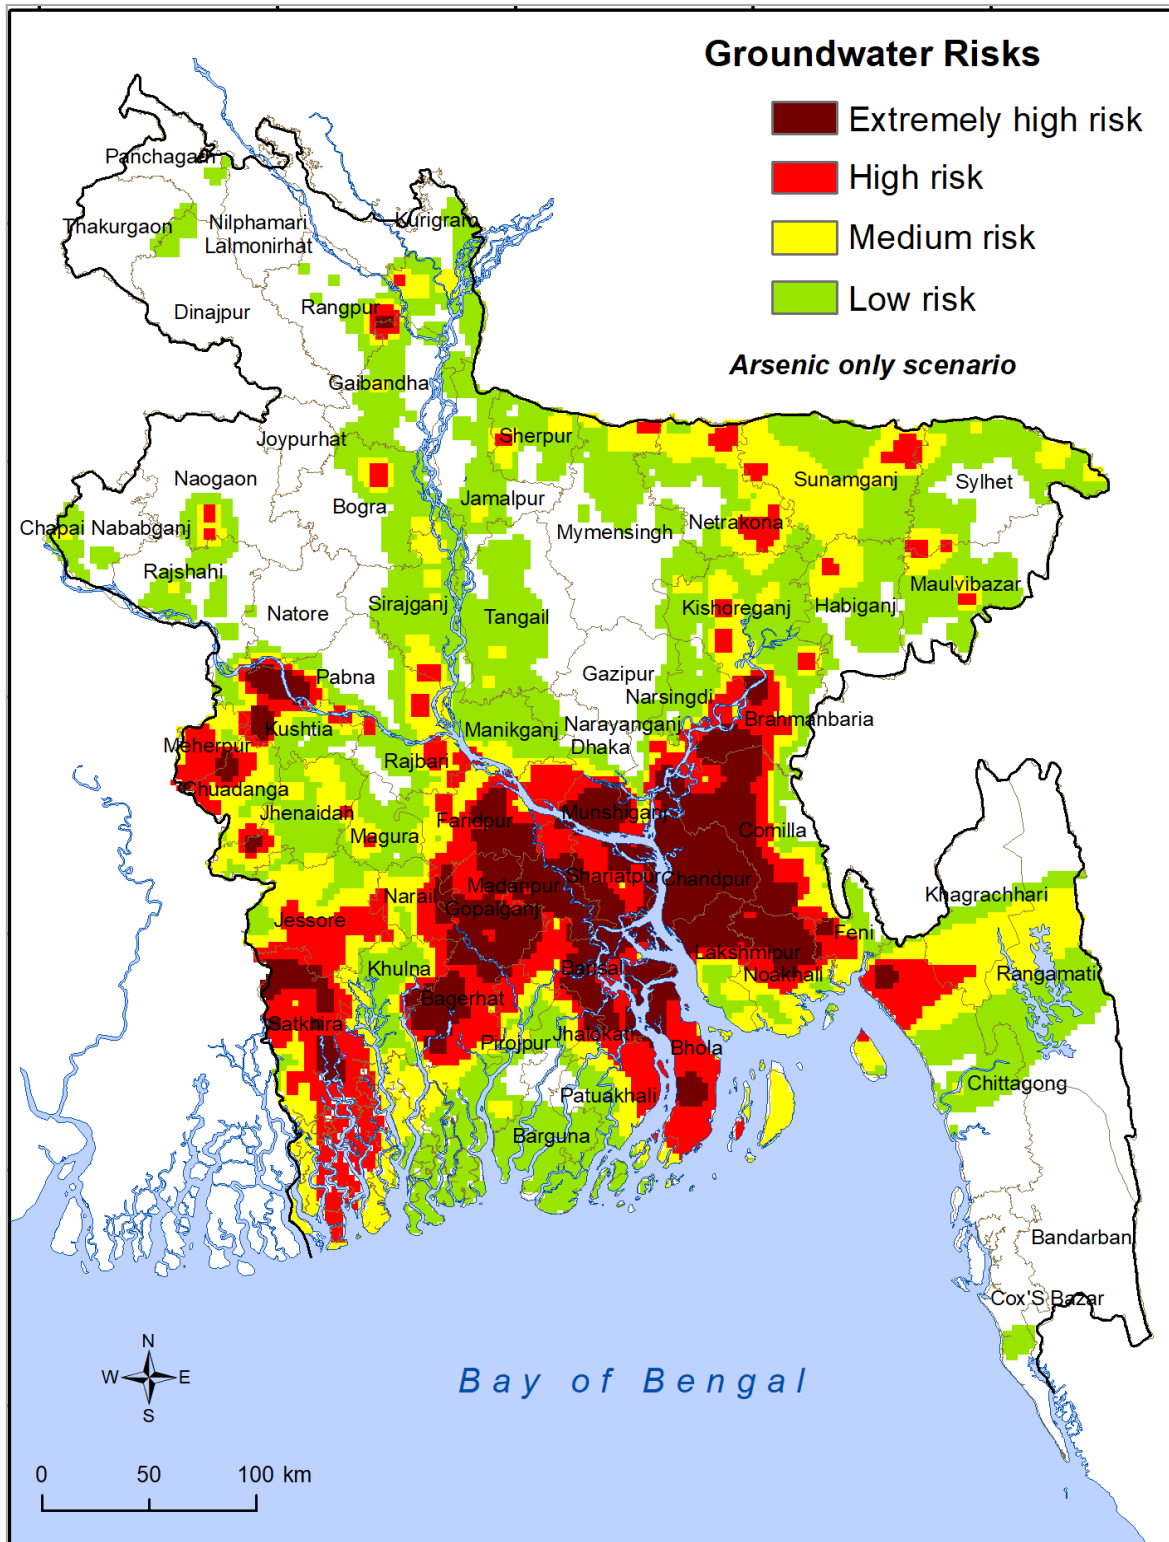 Groundwater Risks
Extremely high risk
High risk
Medium risk
Low risk
Arsenic only scenario
Panchagarh
Thakurgaon
Nilphamari
Lalmonirhat
Kurigram
Dinajpur
Rangpur
Gaibandha
Joypurhat
Sherpur
Naogaon
Bogra
Jamalpur
Sunamganj
Sylhet
Chapai Nababganj
Mymensingh
Netrakona
Rajshahi
Natore
Sirajganj
Tangail
Kishoreganj
Habiganj
Maulvibazar
Pabna
Gazipur
Narsingdi
Kushtia
Manikganj
Narayanganj
Dhaka
Brahmanbaria
Meherpur
Rajbari
Chuadanga
Jhenaidah
Magura
Faridpur
Munshiganj
Comilla
Narail
Madaripur
Shariatpur
Chandpur
Gopalganj
Jessore
Khagrachhari
Feni
Khulna
Barisal
Lakshmipur
Noakhali
Rangamati
Bagerhat
Satkhira
Pirojpur
Jhalokati
Bhola
Patuakhali
Chittagong
Barguna
Bandarban
Cox'S Bazar
Bay of Bengal
N
W
E
S
0 50 100 km